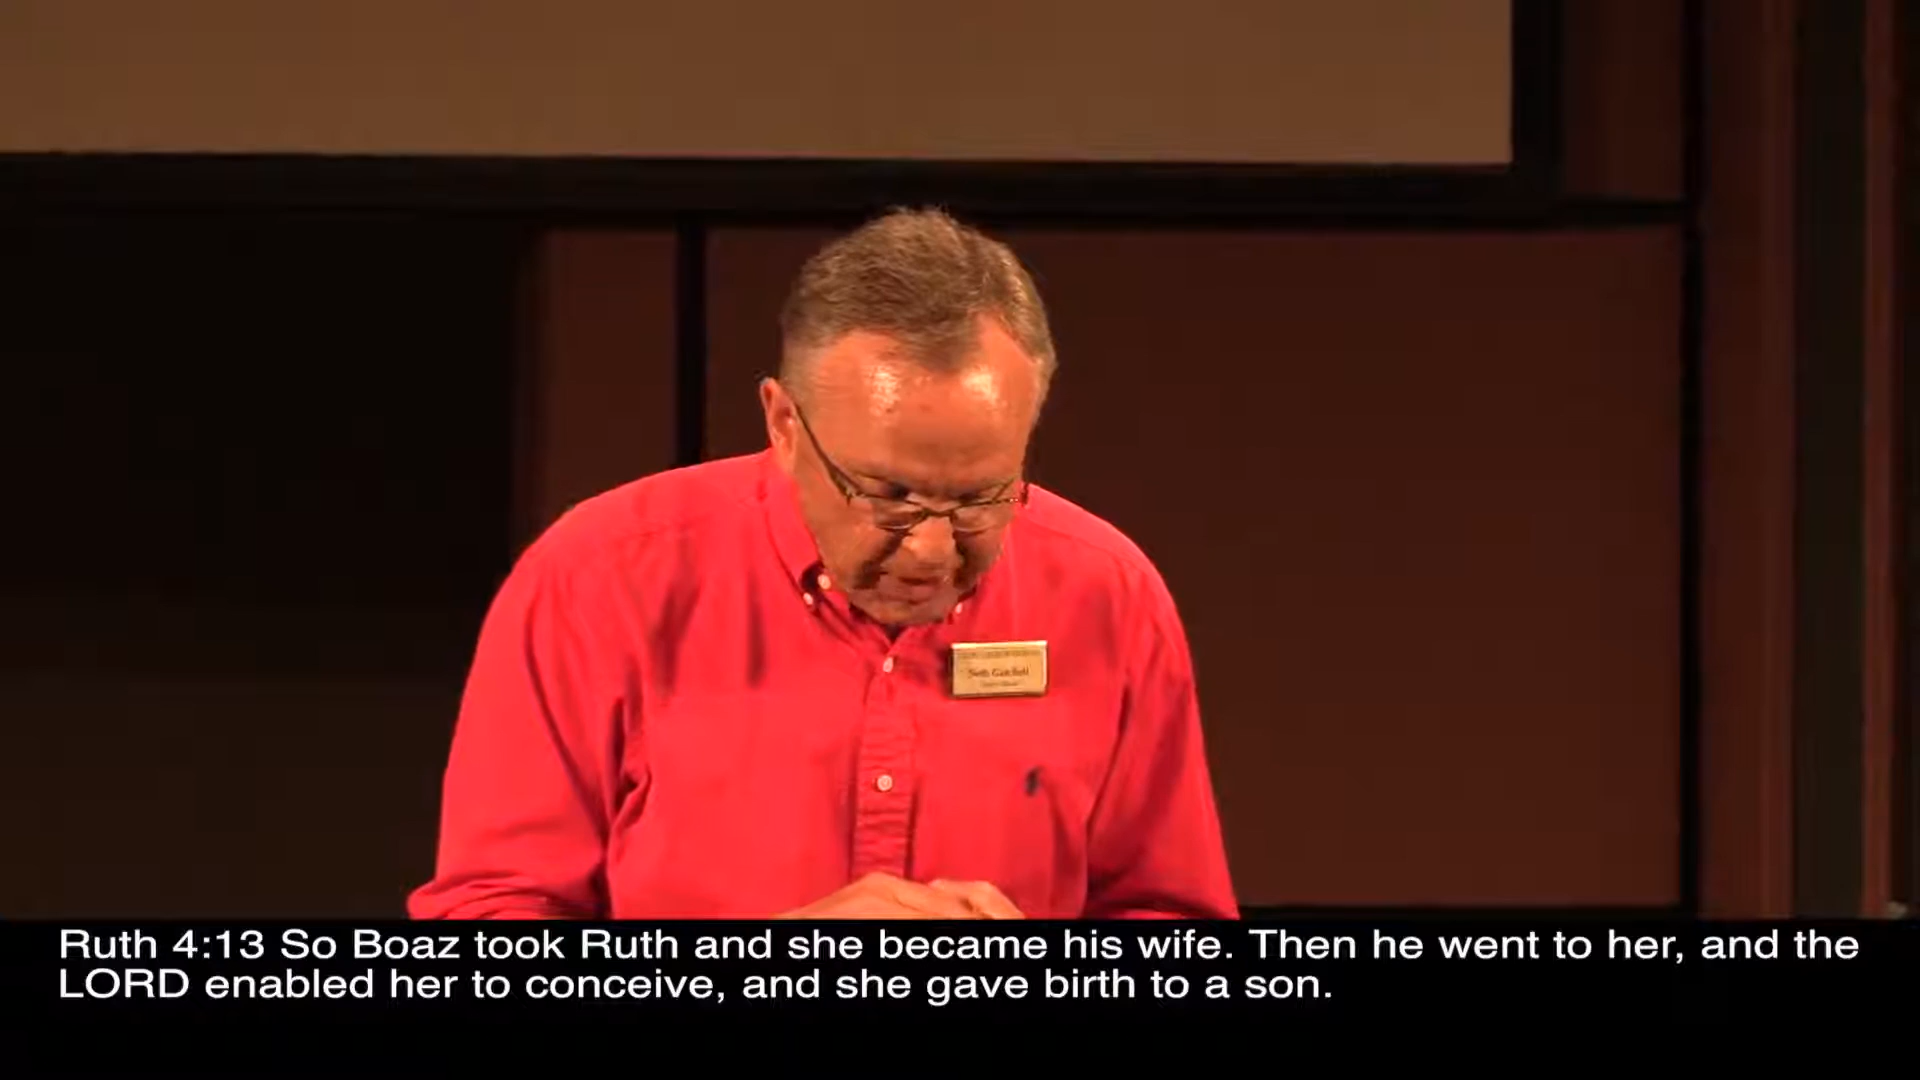 Ruth 4:13 So Boaz took Ruth and she became his wife. Then he went to her, and the
LORD enabled her to conceive, and she gave birth to a son.